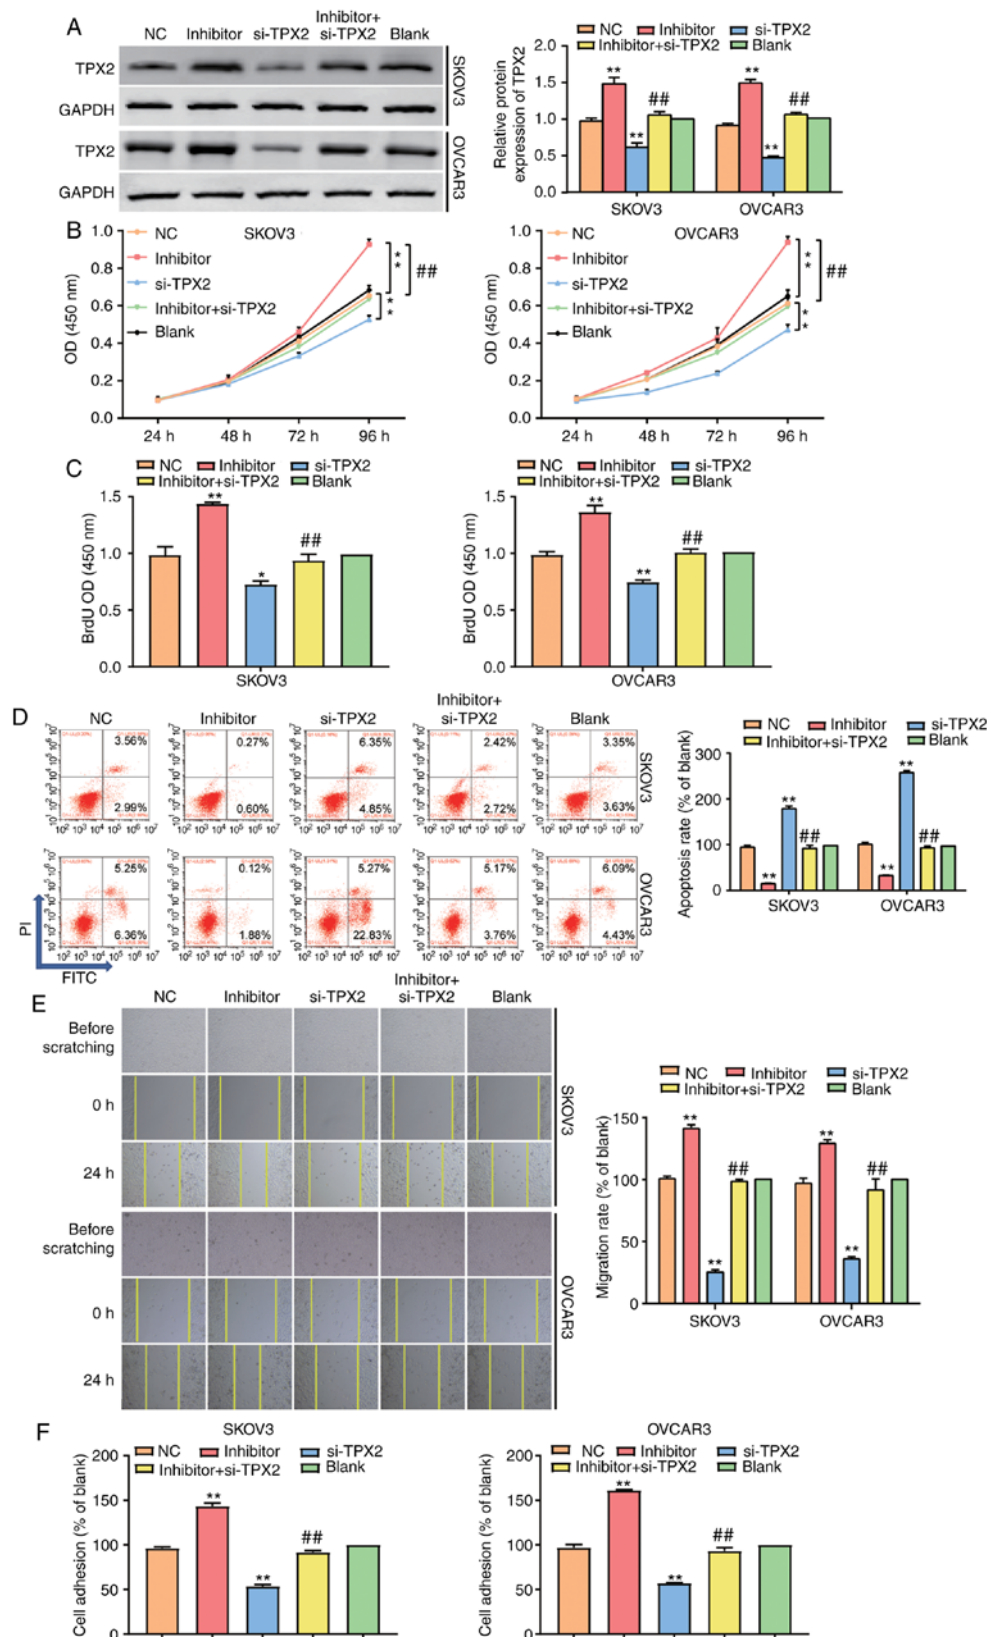 A
NC Inhibitor si-TPX2 Inhibitor+ si-TPX2 Blank
TPX2
GAPDH
SKOV3
TPX2
GAPDH
OVCAR3
NC Inhibitor si-TPX2
Inhibitor+si-TPX2 Blank
Relative protein
expression of TPX2
2.0
1.5
1.0
0.5
0.0
** ** ## ** ** ##
SKOV3 OVCAR3
B
SKOV3
NC
Inhibitor
si-TPX2
Inhibitor+si-TPX2
Blank
OD (450 nm)
1.0
0.8
0.6
0.4
0.2
0.0
24 h 48 h 72 h 96 h
** ## **
OVCAR3
NC
Inhibitor
si-TPX2
Inhibitor+si-TPX2
Blank
OD (450 nm)
1.0
0.8
0.6
0.4
0.2
0.0
24 h 48 h 72 h 96 h
** ## **
C
NC Inhibitor si-TPX2
Inhibitor+si-TPX2 Blank
BrdU OD (450 nm)
1.5
1.0
0.5
0.0
** * ##
SKOV3
NC Inhibitor si-TPX2
Inhibitor+si-TPX2 Blank
BrdU OD (450 nm)
1.5
1.0
0.5
0.0
** ** ##
OVCAR3
D
NC Inhibitor si-TPX2 Inhibitor+ si-TPX2 Blank
3.56% 0.27% 6.35% 2.42% 3.35%
2.99% 0.60% 4.85% 2.72% 3.63%
SKOV3
5.25% 0.12% 5.27% 5.17% 6.09%
6.36% 1.88% 22.83% 3.76% 4.43%
OVCAR3
PI
FITC
NC Inhibitor si-TPX2
Inhibitor+si-TPX2 Blank
Apoptosis rate (% of blank)
300
200
100
0
** ** ## ** ** ##
SKOV3 OVCAR3
E
NC Inhibitor si-TPX2 Inhibitor+ si-TPX2 Blank
Before
scratching
0 h
24 h
SKOV3
Before
scratching
0 h
24 h
OVCAR3
NC Inhibitor si-TPX2
Inhibitor+si-TPX2 Blank
Migration rate (% of blank)
150
100
50
0
** ** ## ** ** ##
SKOV3 OVCAR3
F
SKOV3
NC Inhibitor si-TPX2
Inhibitor+si-TPX2 Blank
Cell adhesion (% of blank)
200
150
100
50
0
** ** ##
OVCAR3
NC Inhibitor si-TPX2
Inhibitor+si-TPX2 Blank
Cell adhesion (% of blank)
200
150
100
50
0
** ** ##